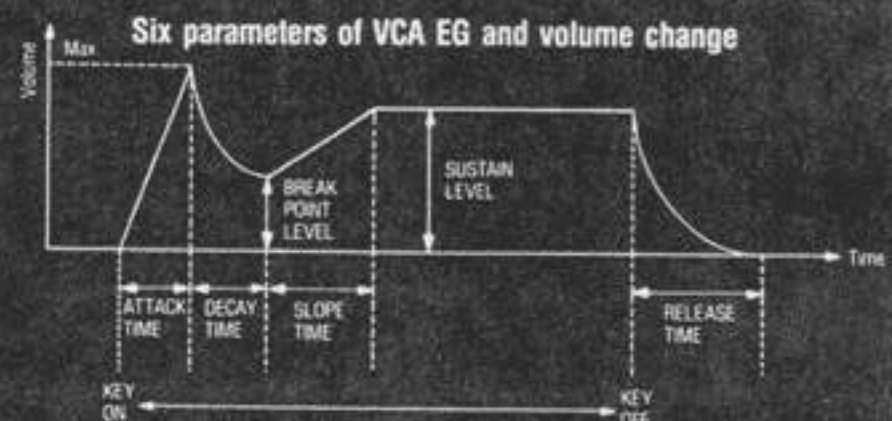 Six parameters of VCA EG and volume change
Volume
Max
BREAK
POINT
LEVEL
SUSTAIN
LEVEL
Time
ATTACK
TIME
DECAY
TIME
SLOPE
TIME
RELEASE
TIME
KEY
ON
KEY
OFF